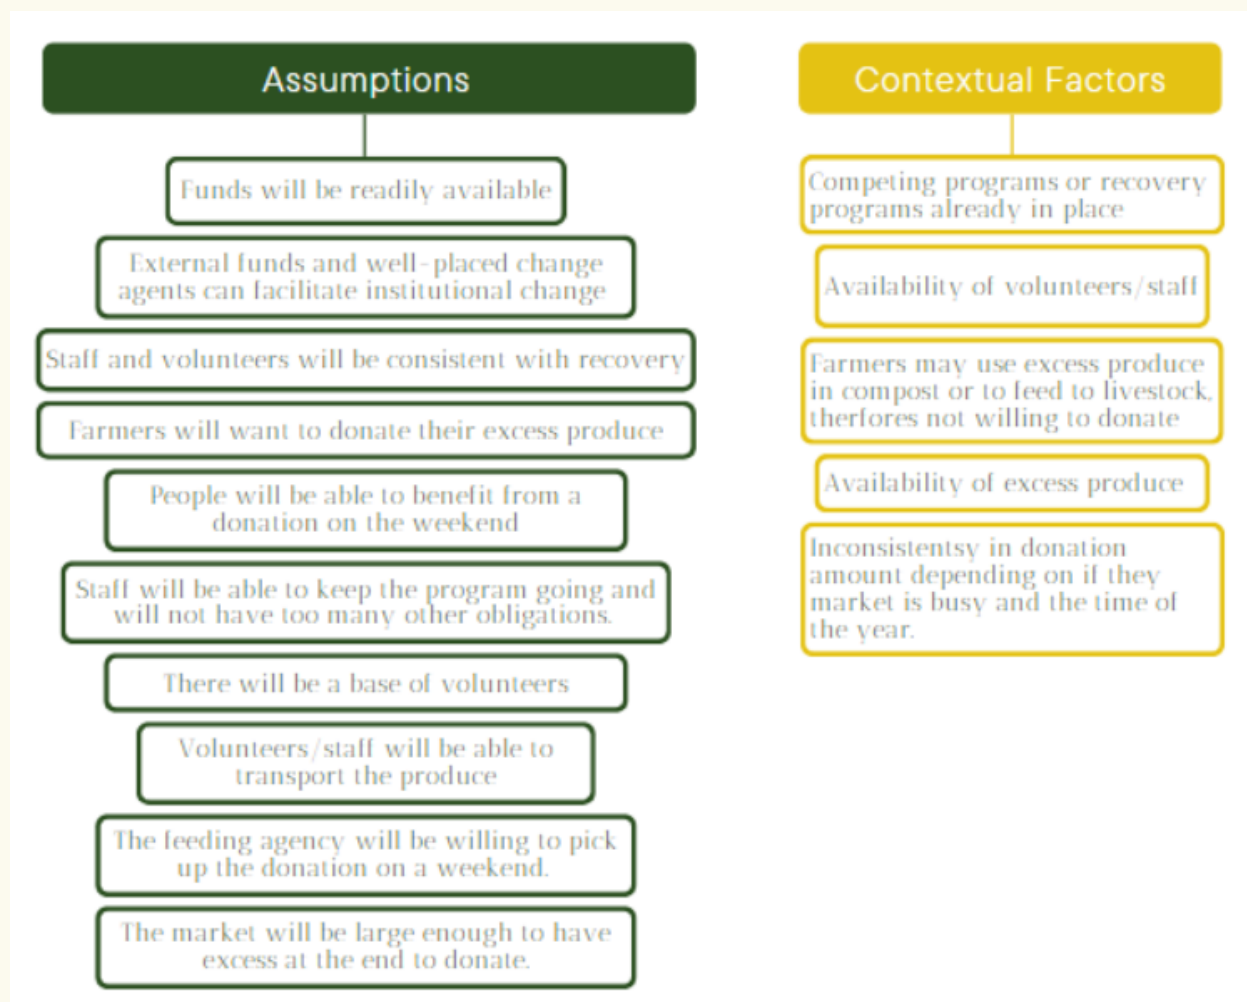 Assumptions
Funds will be readily available
External funds and well-placed change
agents can facilitate institutional change
Staff and volunteers will be consistent with recovery
Farmers will want to donate their excess produce
People will be able to benefit from a
donation on the weekend
Staff will be able to keep the program going and
will not have too many other obligations.
There will be a base of volunteers
Volunteers/staff will be able to
transport the produce
The feeding agency will be willing to pick
up the donation on a weekend.
The market will be large enough to have
excess at the end to donate.
Contextual Factors
Competing programs or recovery
programs already in place
Availability of volunteers/staff
Farmers may use excess produce
in compost or to feed to livestock,
therfores not willing to donate
Availability of excess produce
Inconsistentsy in donation
amount depending on if they
market is busy and the time of
the year.